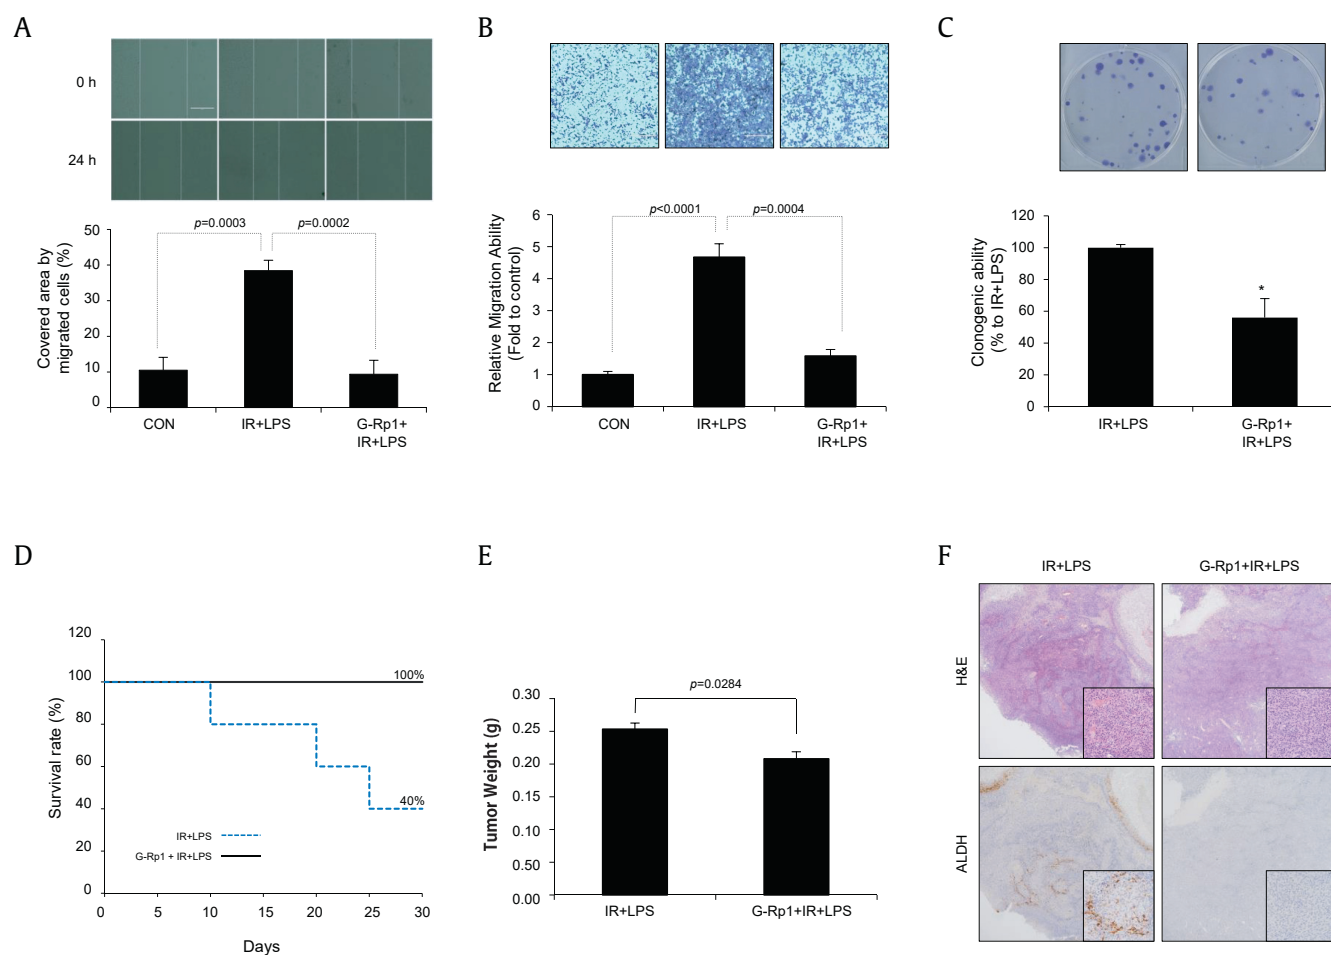 A
0 h
24 h
Covered area by
migrated cells (%)
50
40
30
20
10
0
p=0.0003
p=0.0002
CON
IR+LPS
G-Rp1+
IR+LPS
B
Relative Migration Ability
(Fold to control)
6
5
4
3
2
1
0
p<0.0001
p=0.0004
CON
IR+LPS
G-Rp1+
IR+LPS
C
Clonogenic ability
(% to IR+LPS)
120
100
80
60
40
20
0
*
IR+LPS
G-Rp1+
IR+LPS
D
Survival rate (%)
120
100
80
60
40
20
0
100%
40%
IR+LPS
G-Rp1 + IR+LPS
0 5 10 15 20 25 30
Days
E
Tumor Weight (g)
0.30
0.25
0.20
0.25
0.10
0.50
0.00
p=0.0284
IR+LPS
G-Rp1+IR+LPS
F
IR+LPS
G-Rp1+IR+LPS
H&E
ALDH